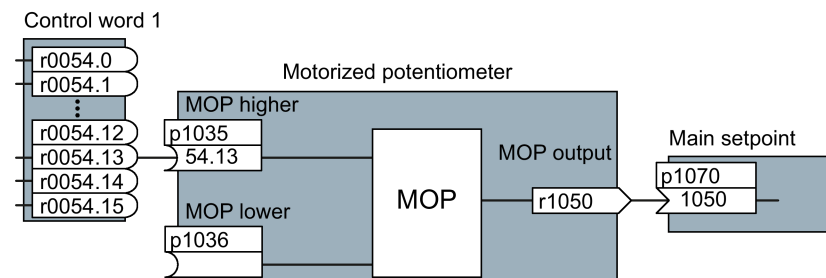 Control word 1
r0054.0
r0054.1
r0054.12
r0054.13
r0054.14
r0054.15
Motorized potentiometer
MOP higher
p1035
54.13
MOP lower
p1036
MOP
MOP output
r1050
Main setpoint
p1070
1050